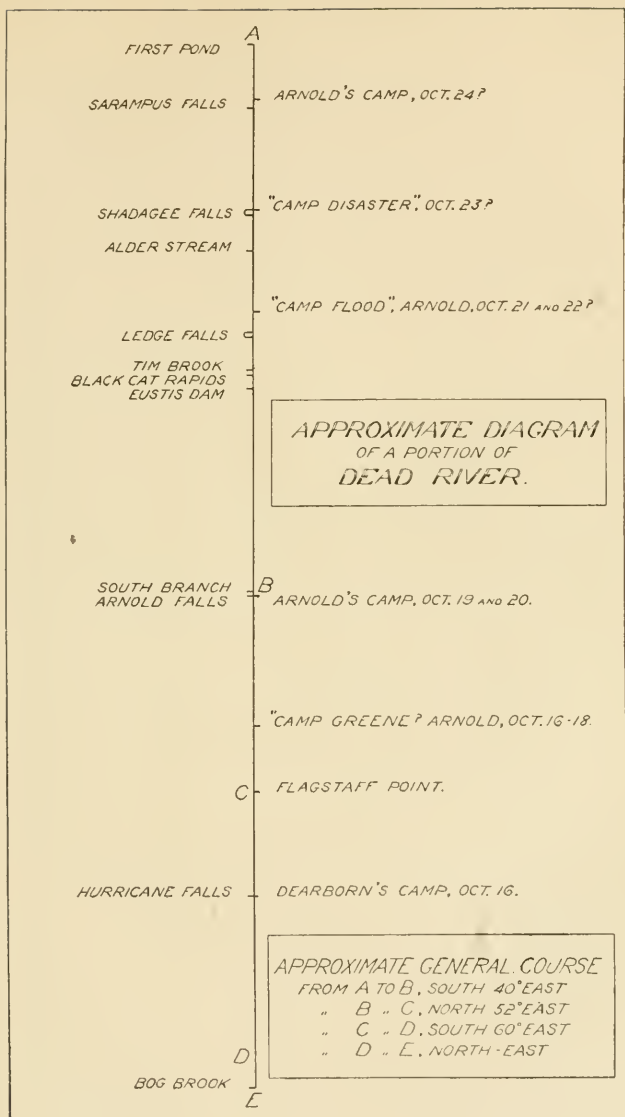 A
FIRST POND
ARNOLD'S CAMP, OCT. 24?
SARAMPUS FALLS
"CAMP DISASTER", OCT. 23?
SHADAGEE FALLS
ALDER STREAM
"CAMP FLOOD", ARNOLD, OCT. 21 AND 22?
LEDGE FALLS
TIM BROOK
BLACK CAT RAPIDS
EUSTIS DAM
APPROXIMATE DIAGRAM
OF A PORTION OF
DEAD RIVER.
SOUTH BRANCH B
ARNOLD FALLS ARNOLD'S CAMP, OCT. 19 AND 20.
"CAMP GREENE? ARNOLD, OCT. 16-18.
C FLAGSTAFF POINT.
HURRICANE FALLS DEARBORN'S CAMP, OCT. 16.
APPROXIMATE GENERAL COURSE
FROM A TO B, SOUTH 40° EAST
" B " C, NORTH 52° EAST
" C " D, SOUTH 60° EAST
" D " E, NORTH-EAST
D
BOG BROOK
E